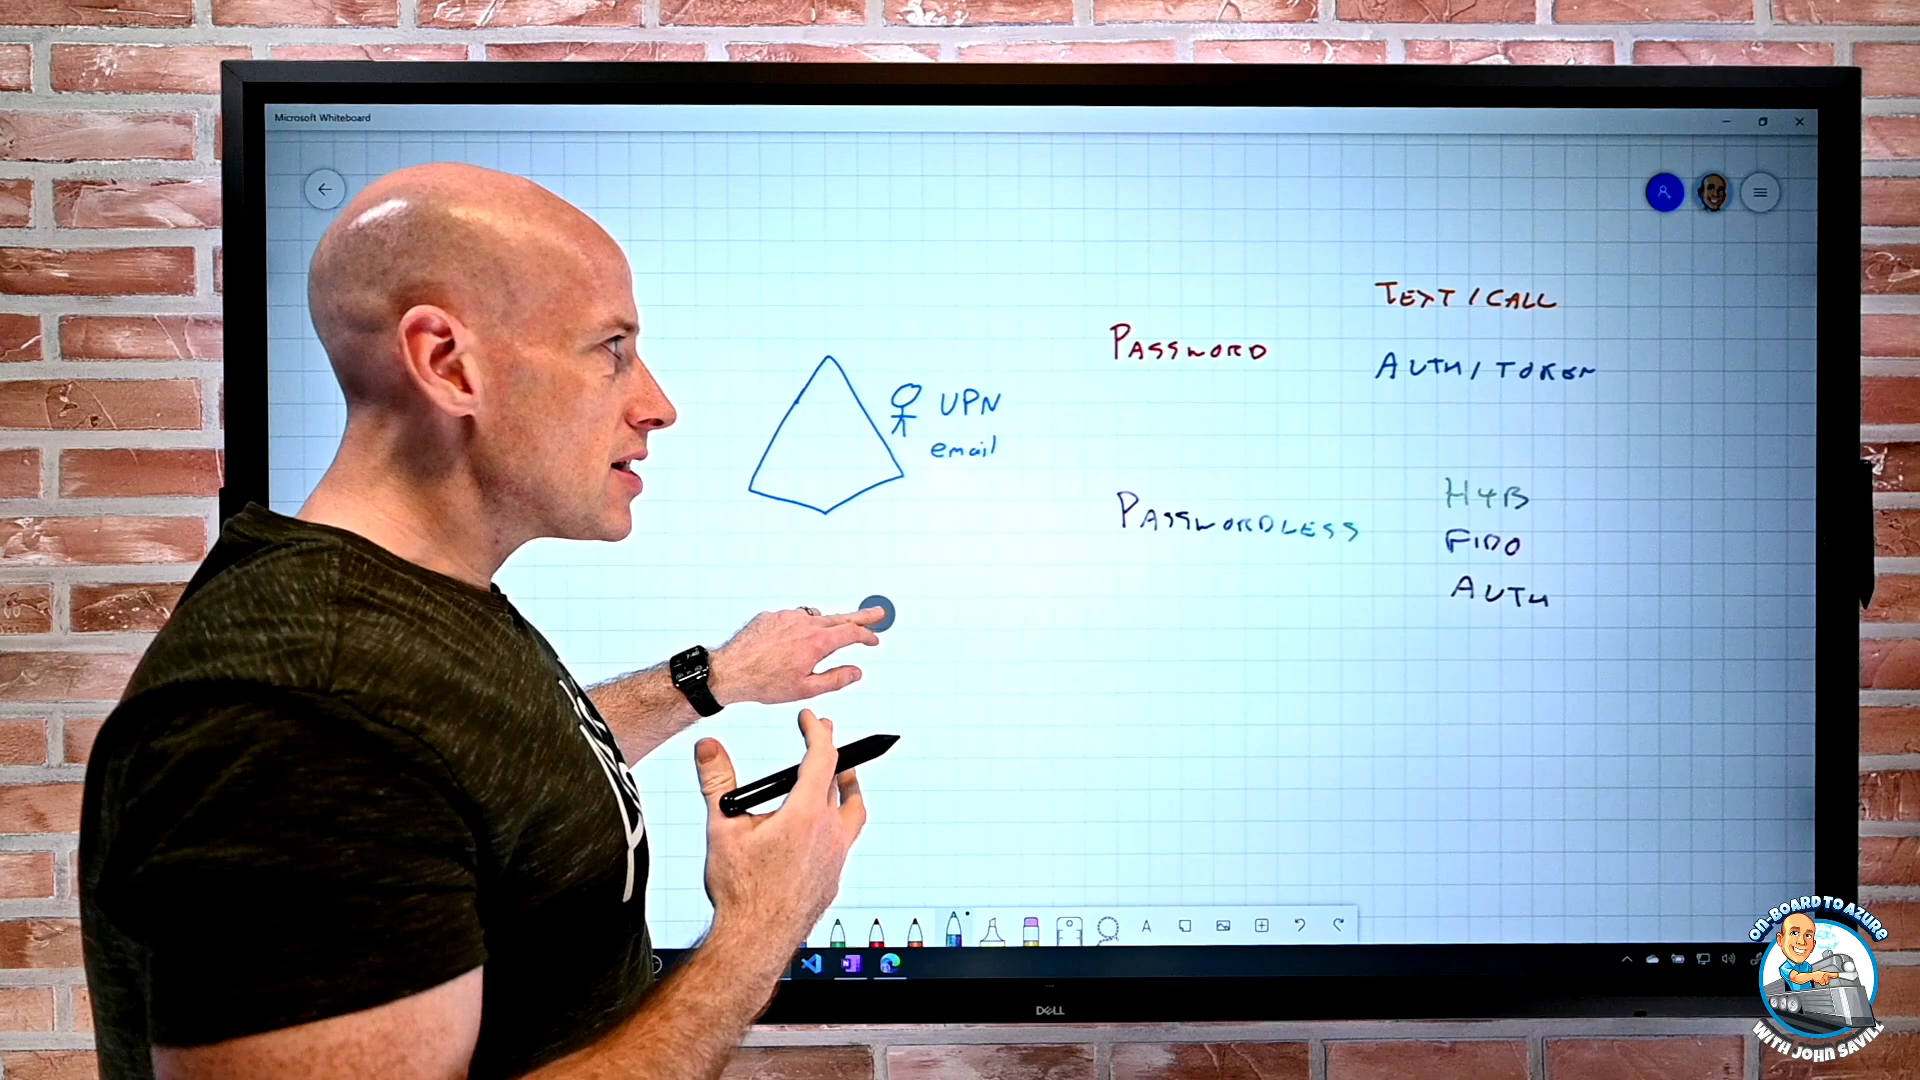 Microsoft Whiteboard
TEXT / CALL
PASSWORD
AUTH / TOKEN
UPN
email
H4B
PASSWORDLESS
FIDO
AUTH
A
DELL
ON-BOARD TO AZURE
WITH JOHN SAVILL